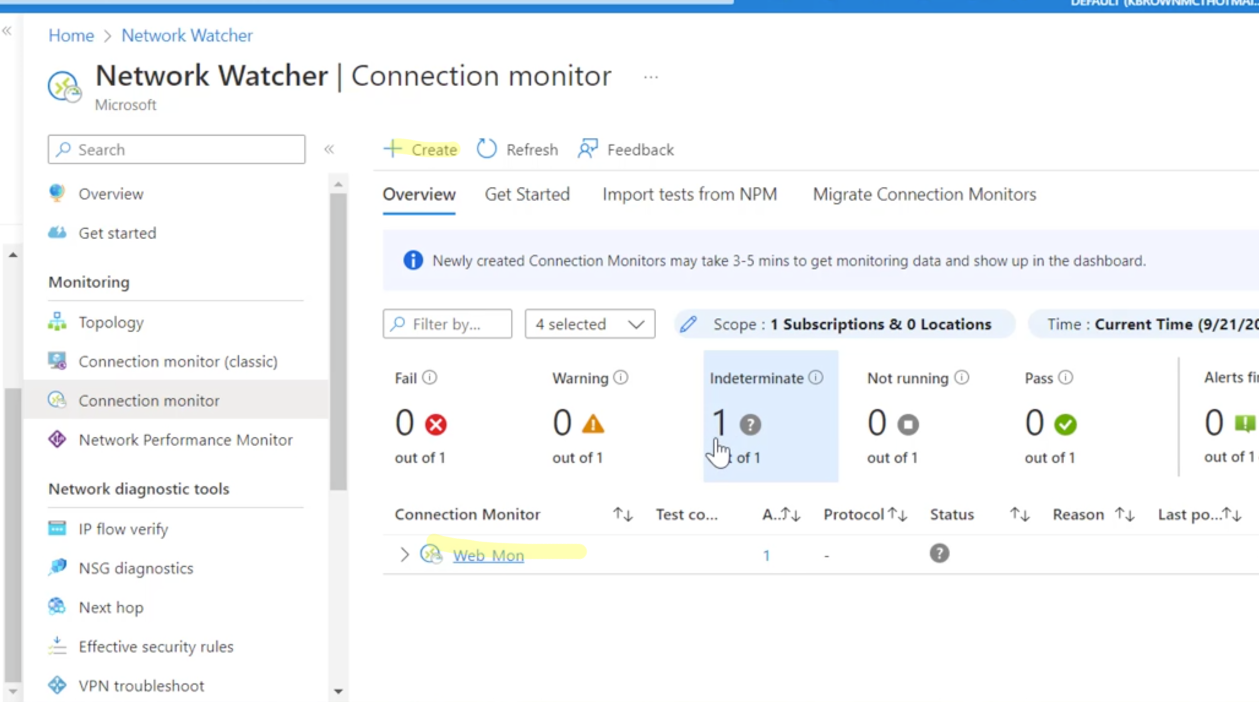 DEFAULT (KBROWNMCTHOTMAI...
Home > Network Watcher
Network Watcher | Connection monitor ...
Microsoft
Search
Overview
Get started
Monitoring
Topology
Connection monitor (classic)
Connection monitor
Network Performance Monitor
Network diagnostic tools
IP flow verify
NSG diagnostics
Next hop
Effective security rules
VPN troubleshoot
Create Refresh Feedback
Overview Get Started Import tests from NPM Migrate Connection Monitors
Newly created Connection Monitors may take 3-5 mins to get monitoring data and show up in the dashboard.
Filter by... 4 selected Scope : 1 Subscriptions & 0 Locations Time : Current Time (9/21/20
Fail Warning Indeterminate Not running Pass Alerts fi
0 0 1 0 0 0
out of 1 out of 1 of 1 out of 1 out of 1 out of 1
Connection Monitor Test co... A.. Protocol Status Reason Last po...
Web_Mon 1 - ?